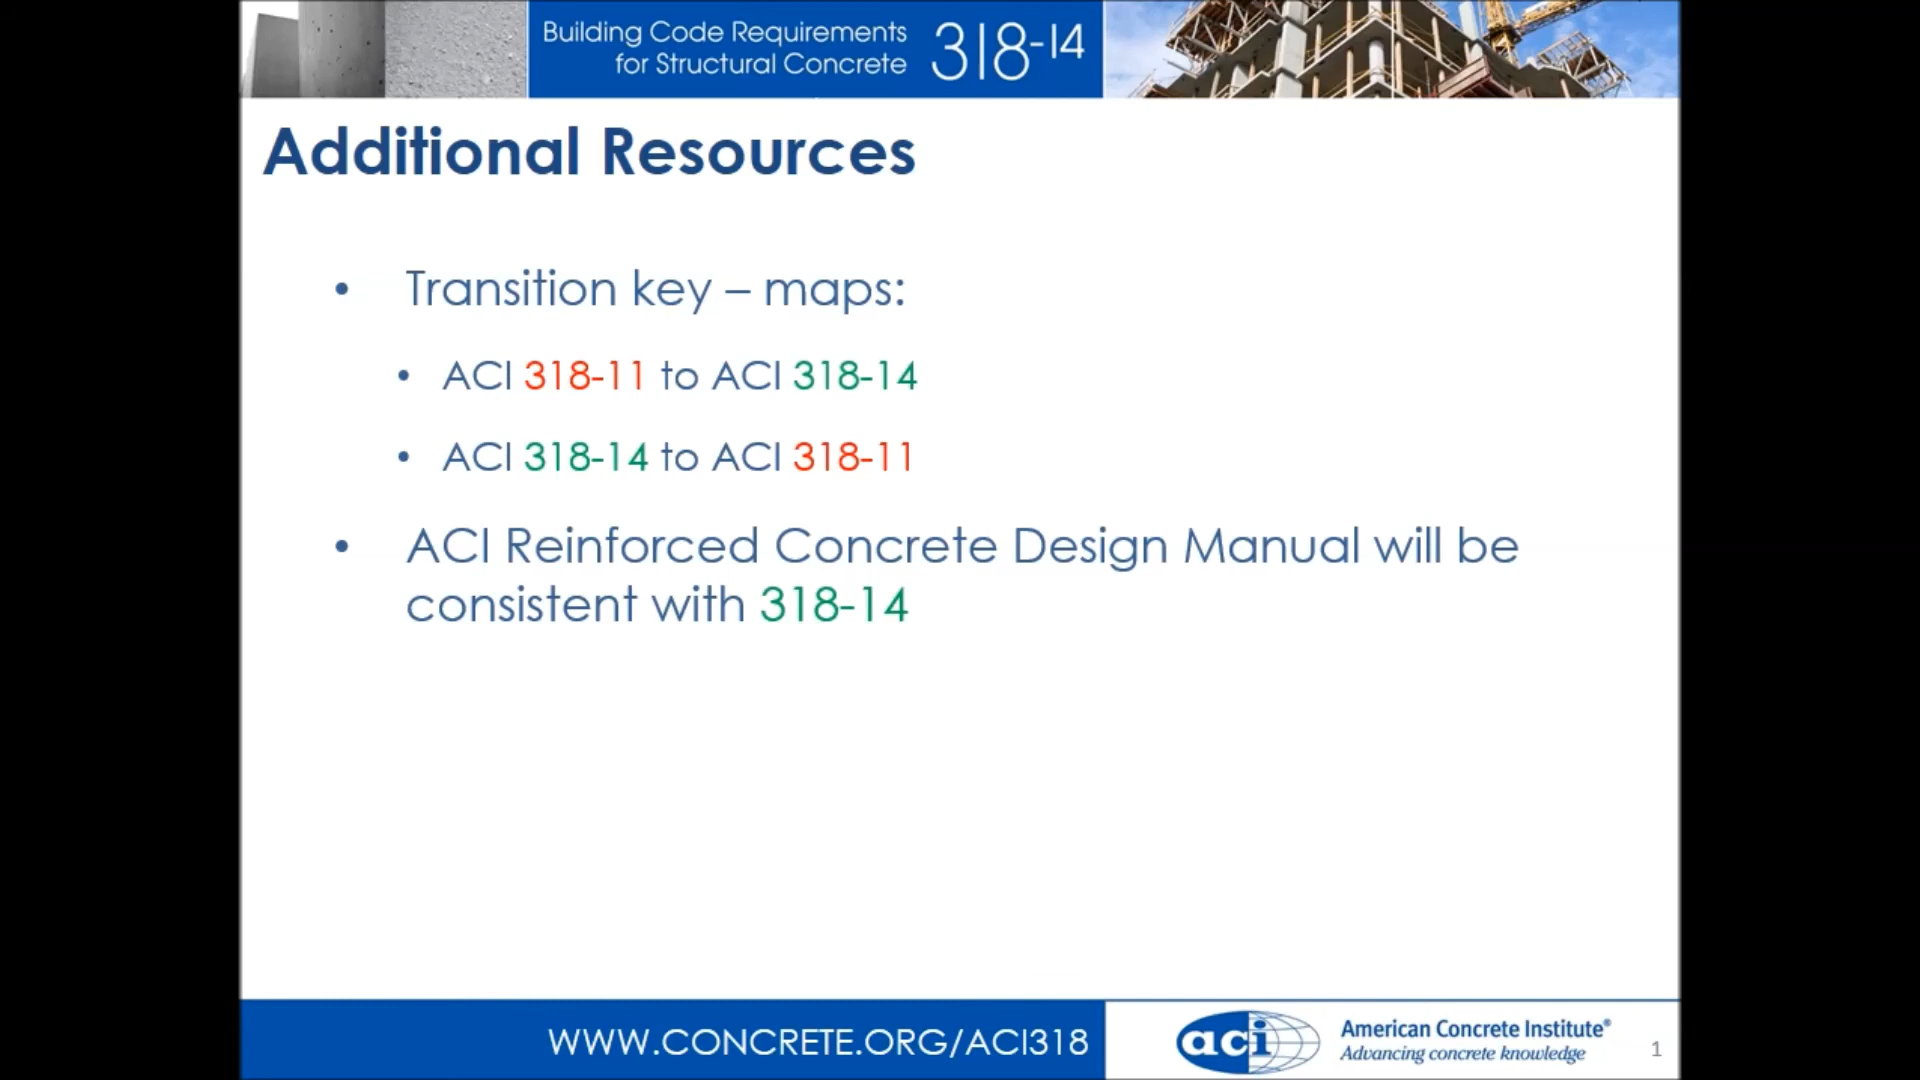 Building Code Requirements
for Structural Concrete
318-14
Additional Resources
• Transition key – maps:
• ACI 318-11 to ACI 318-14
• ACI 318-14 to ACI 318-11
• ACI Reinforced Concrete Design Manual will be
consistent with 318-14
WWW.CONCRETE.ORG/ACI318
aci
American Concrete Institute®
Advancing concrete knowledge
1